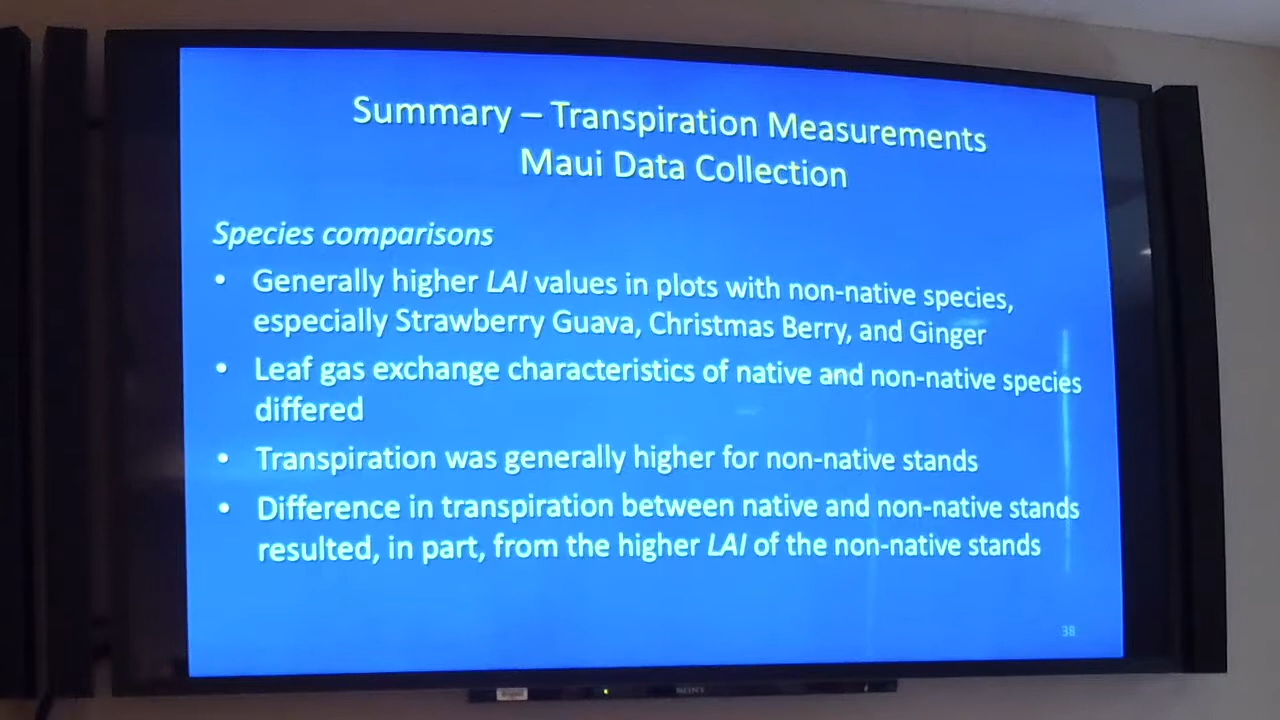 Summary – Transpiration Measurements
Maui Data Collection
Species comparisons
• Generally higher LAI values in plots with non-native species,
especially Strawberry Guava, Christmas Berry, and Ginger
• Leaf gas exchange characteristics of native and non-native species
differed
• Transpiration was generally higher for non-native stands
• Difference in transpiration between native and non-native stands
resulted, in part, from the higher LAI of the non-native stands
38
SONY